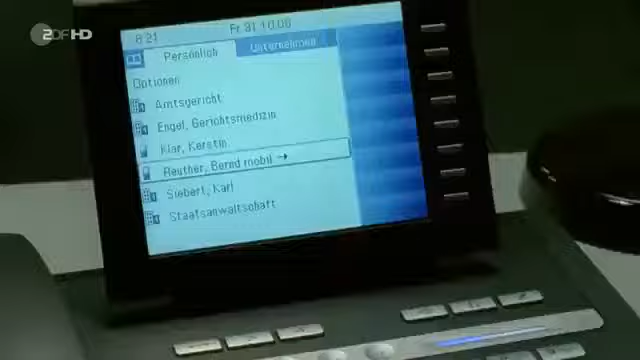 ZDF HD
8:21 Fr 31.10.08
Persönlich Unternehmen
Optionen
Amtsgericht
Engel, Gerichtsmedizin
Klar, Kerstin
Reuther, Bernd mobil →
Siebert, Karl
Staatsanwaltschaft